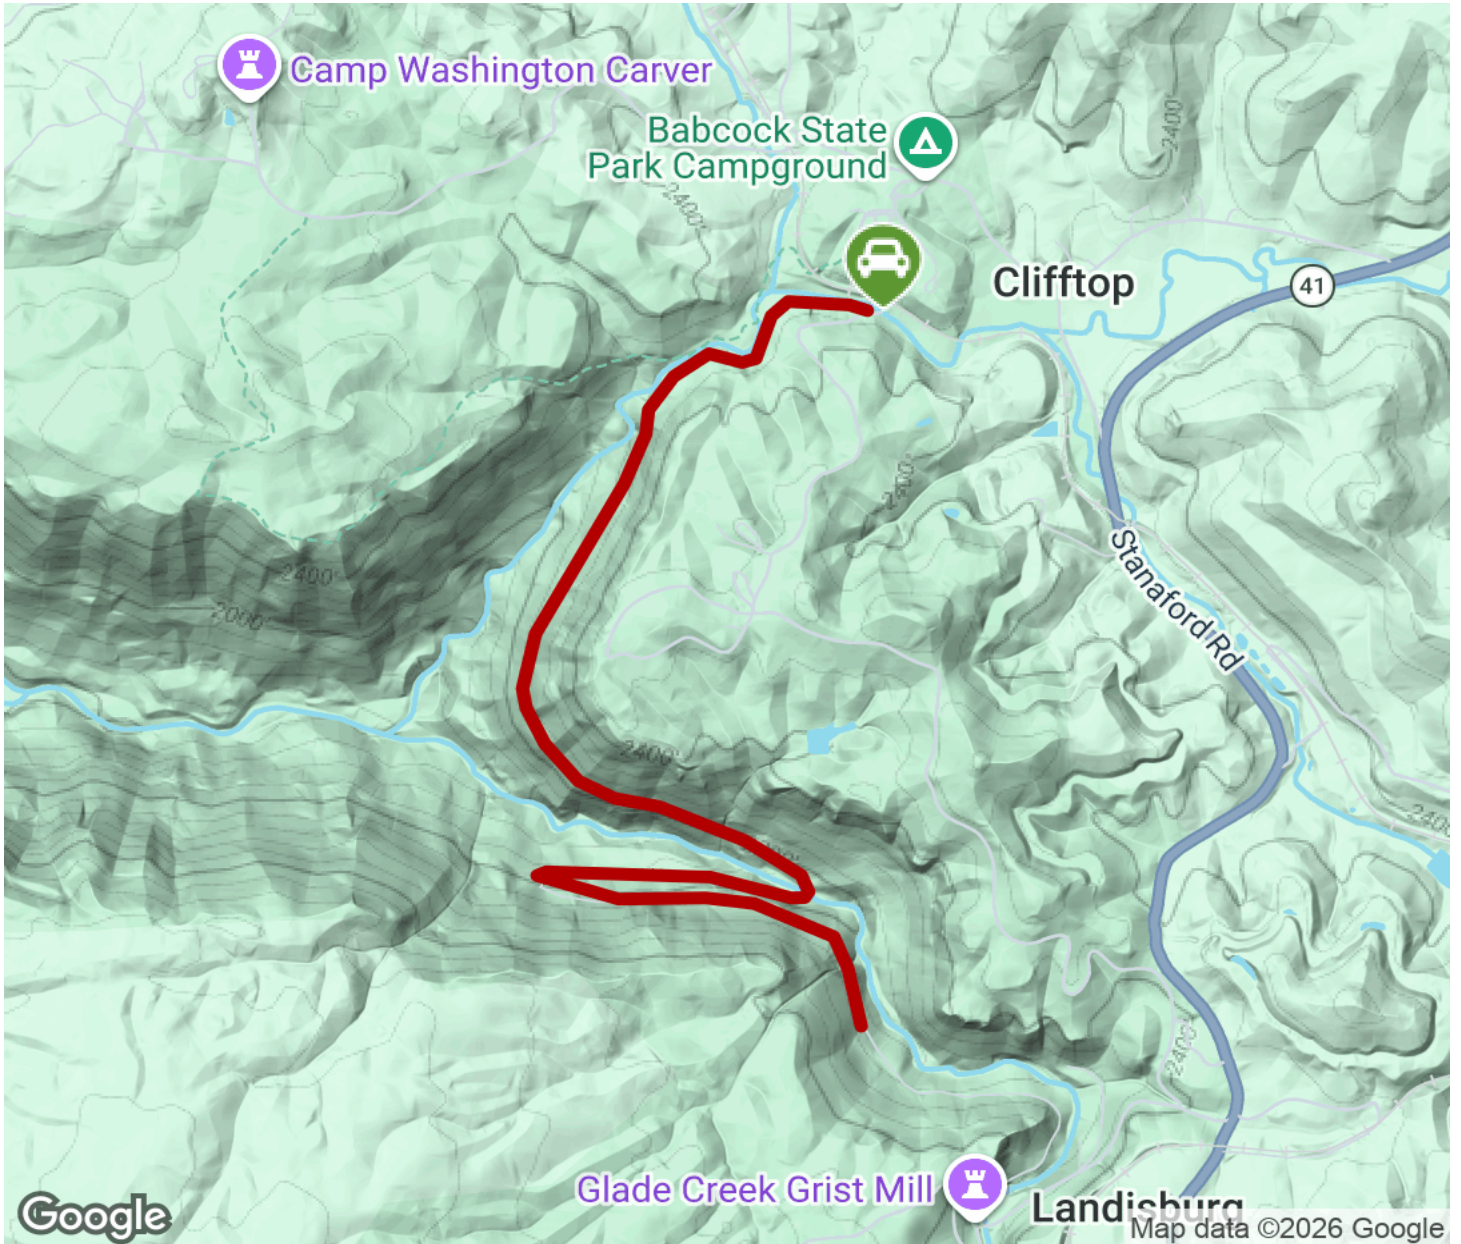 Camp Washington Carver
Babcock State
Park Campground
2400'
2400'
Clifftop
41
2400'
2400'
2000'
Stanaford Rd
2400'
2400'
Glade Creek Grist Mill
Landisburg
Google
Map data ©2026 Google